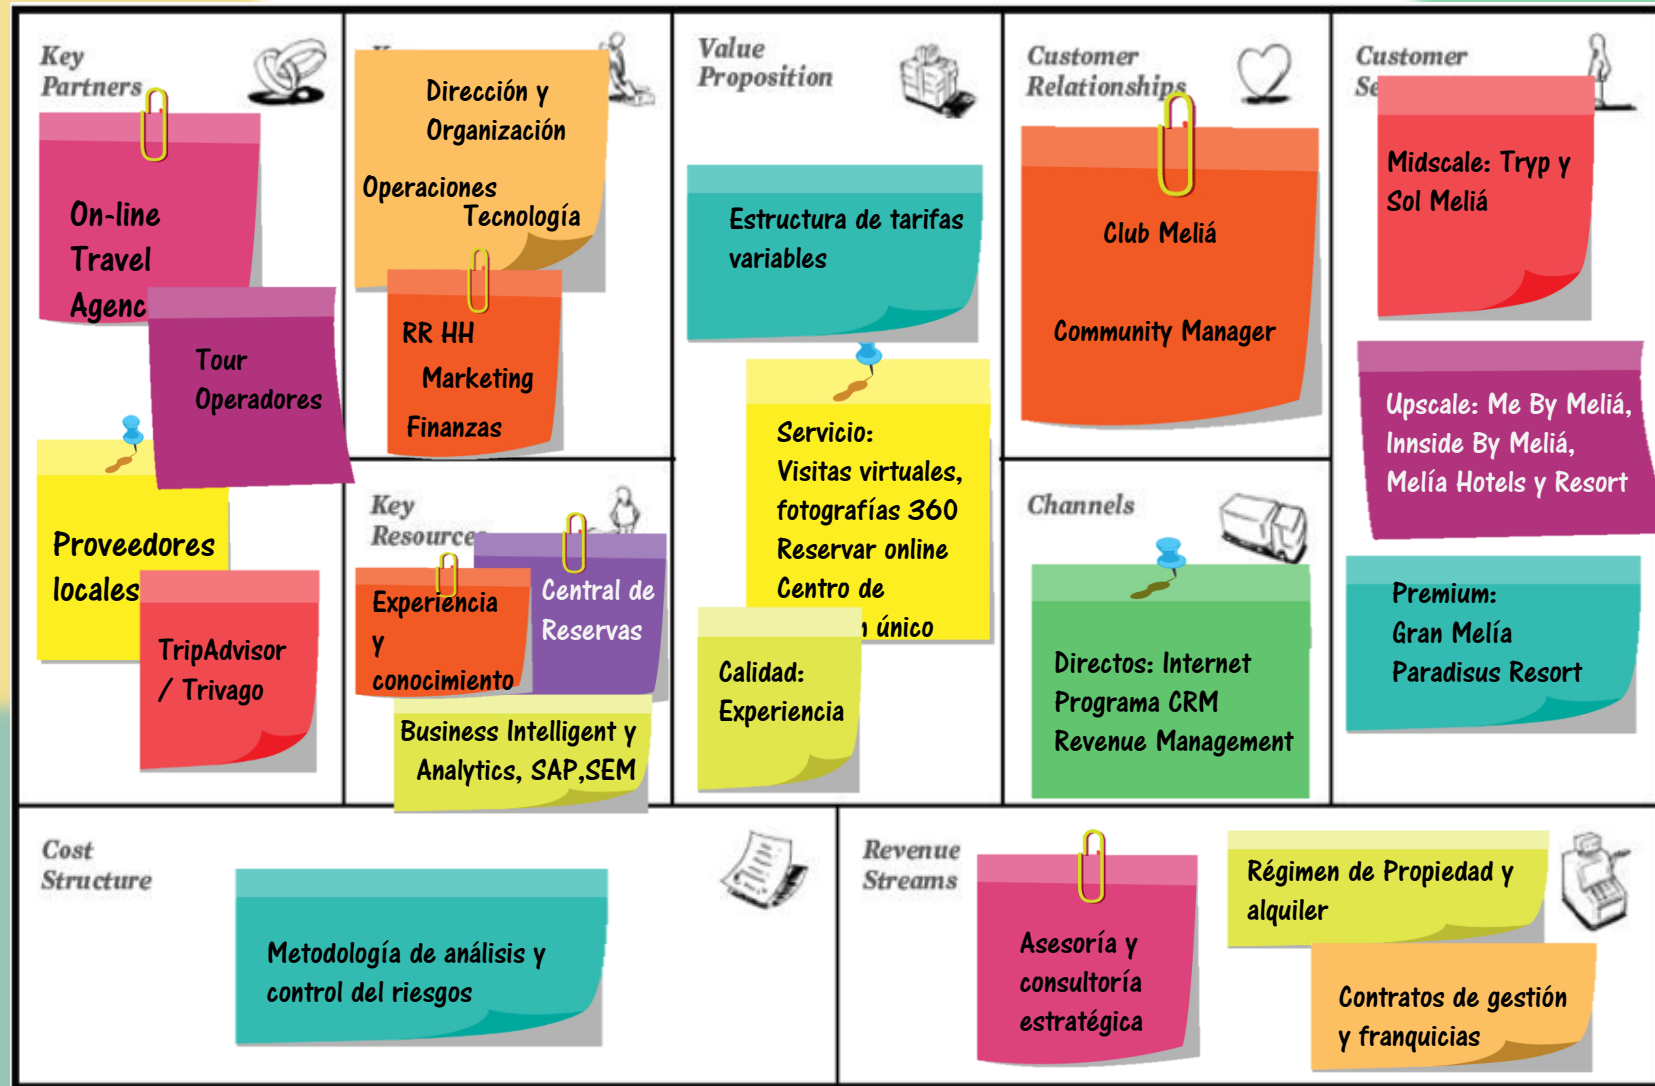 Key
Partners
On-line
Travel
Agenc
Tour
Operadores
Proveedores
locales
TripAdvisor
/ Trivago
Dirección y
Organización
Operaciones
Tecnología
RR HH
Marketing
Finanzas
Key
Resource
Experiencia
y
conocimiento
Central de
Reservas
Business Intelligent y
Analytics, SAP,SEM
Value
Proposition
Estructura de tarifas
variables
Servicio:
Visitas virtuales,
fotografías 360
Reservar online
Centro de
único
Calidad:
Experiencia
Customer
Relationships
Club Meliá
Community Manager
Channels
Directos: Internet
Programa CRM
Revenue Management
Customer
Se
Midscale: Tryp y
Sol Meliá
Upscale: Me By Meliá,
Innside By Meliá,
Melía Hotels y Resort
Premium:
Gran Melía
Paradisus Resort
Cost
Structure
Metodología de análisis y
control del riesgos
Revenue
Streams
Asesoría y
consultoría
estratégica
Régimen de Propiedad y
alquiler
Contratos de gestión
y franquicias